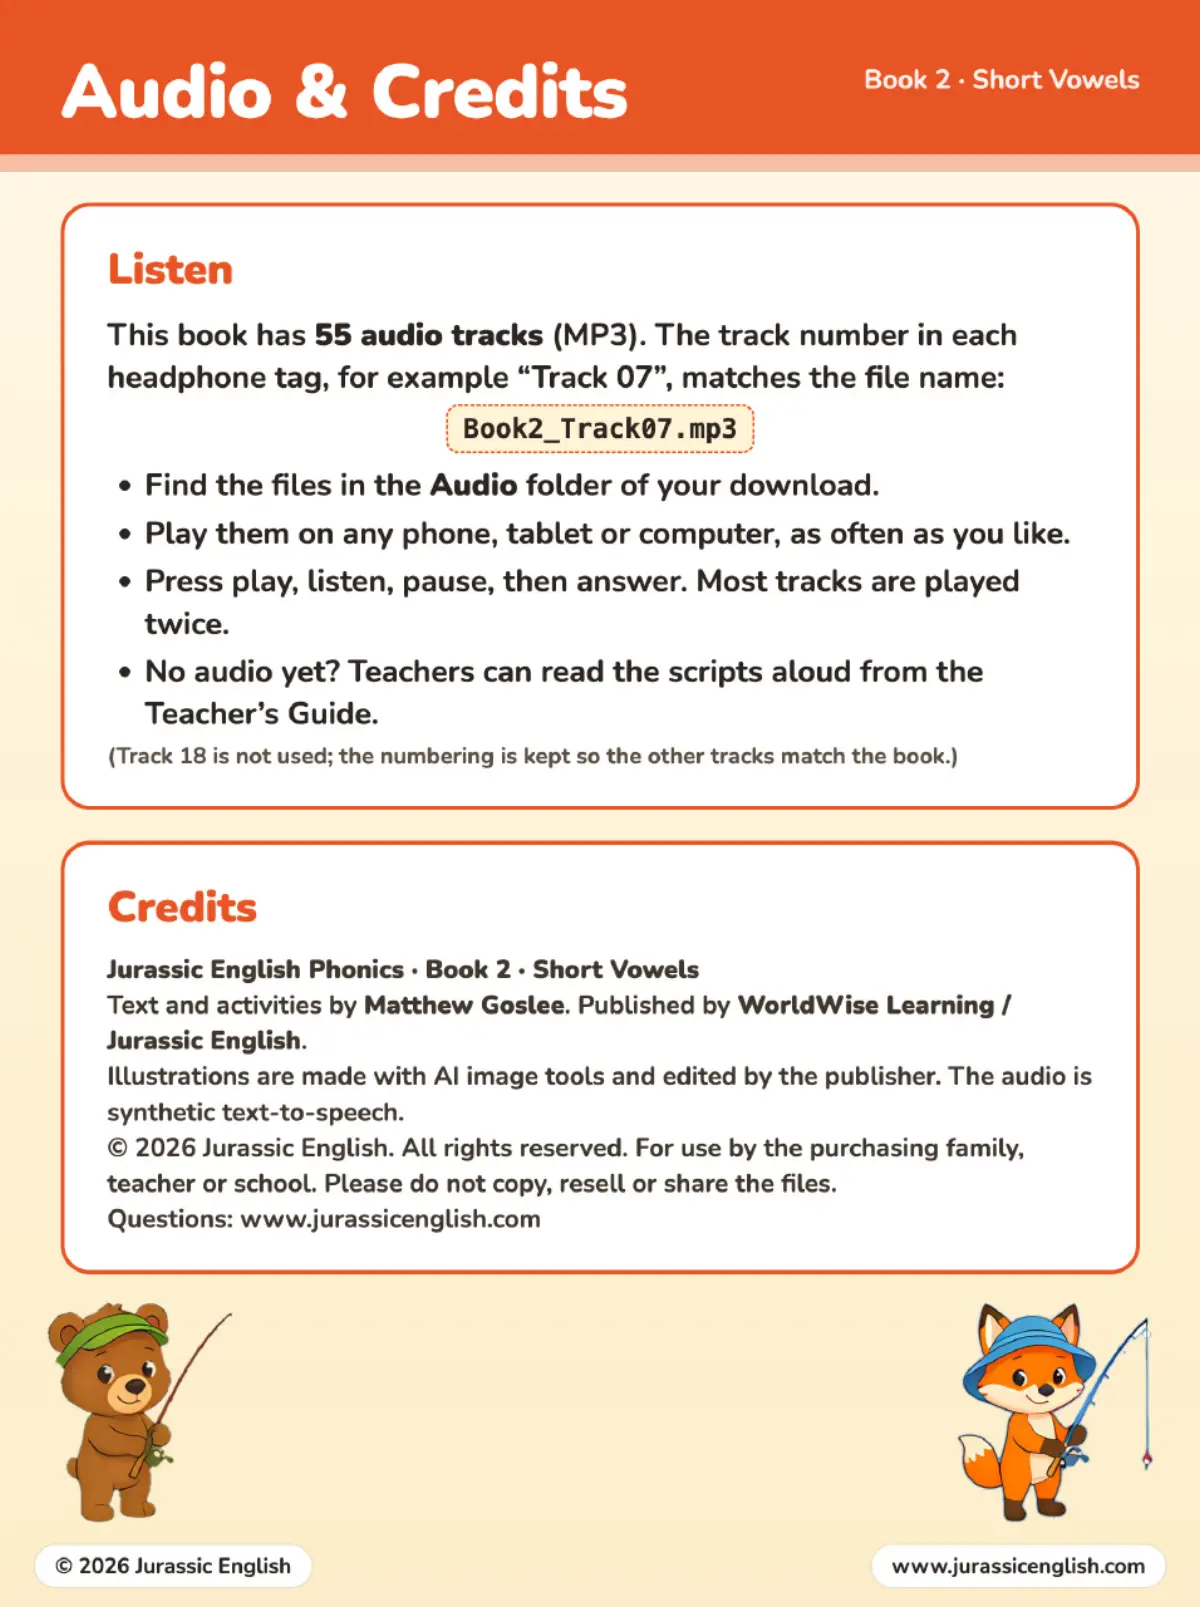 Audio & Credits
Book 2 · Short Vowels
Listen
This book has 55 audio tracks (MP3). The track number in each
headphone tag, for example “Track 07”, matches the file name:
Book2_Track07.mp3
• Find the files in the Audio folder of your download.
• Play them on any phone, tablet or computer, as often as you like.
• Press play, listen, pause, then answer. Most tracks are played
twice.
• No audio yet? Teachers can read the scripts aloud from the
Teacher’s Guide.
(Track 18 is not used; the numbering is kept so the other tracks match the book.)
Credits
Jurassic English Phonics · Book 2 · Short Vowels
Text and activities by Matthew Goslee. Published by WorldWise Learning /
Jurassic English.
Illustrations are made with AI image tools and edited by the publisher. The audio is
synthetic text-to-speech.
© 2026 Jurassic English. All rights reserved. For use by the purchasing family,
teacher or school. Please do not copy, resell or share the files.
Questions: www.jurassicenglish.com
© 2026 Jurassic English
www.jurassicenglish.com